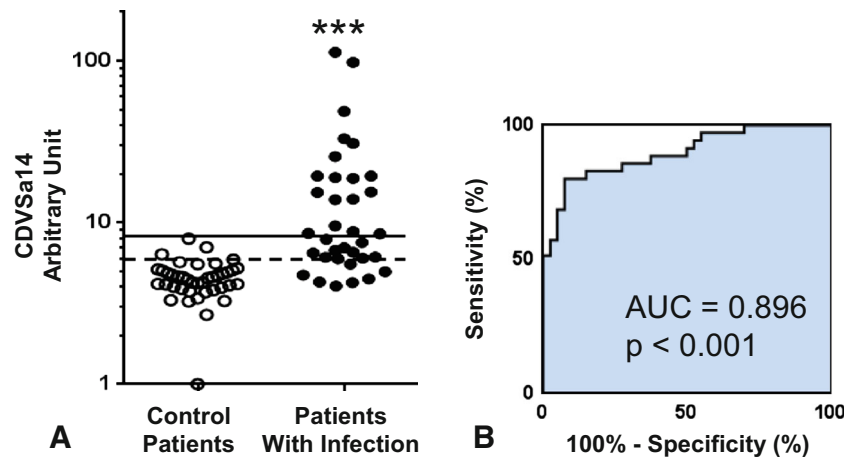 ***
100
10
1
CDVSa14
Arbitrary Unit
Control
Patients
Patients
With Infection
A
100
50
0
Sensitivity (%)
AUC = 0.896
p < 0.001
0
50
100
100% - Specificity (%)
B